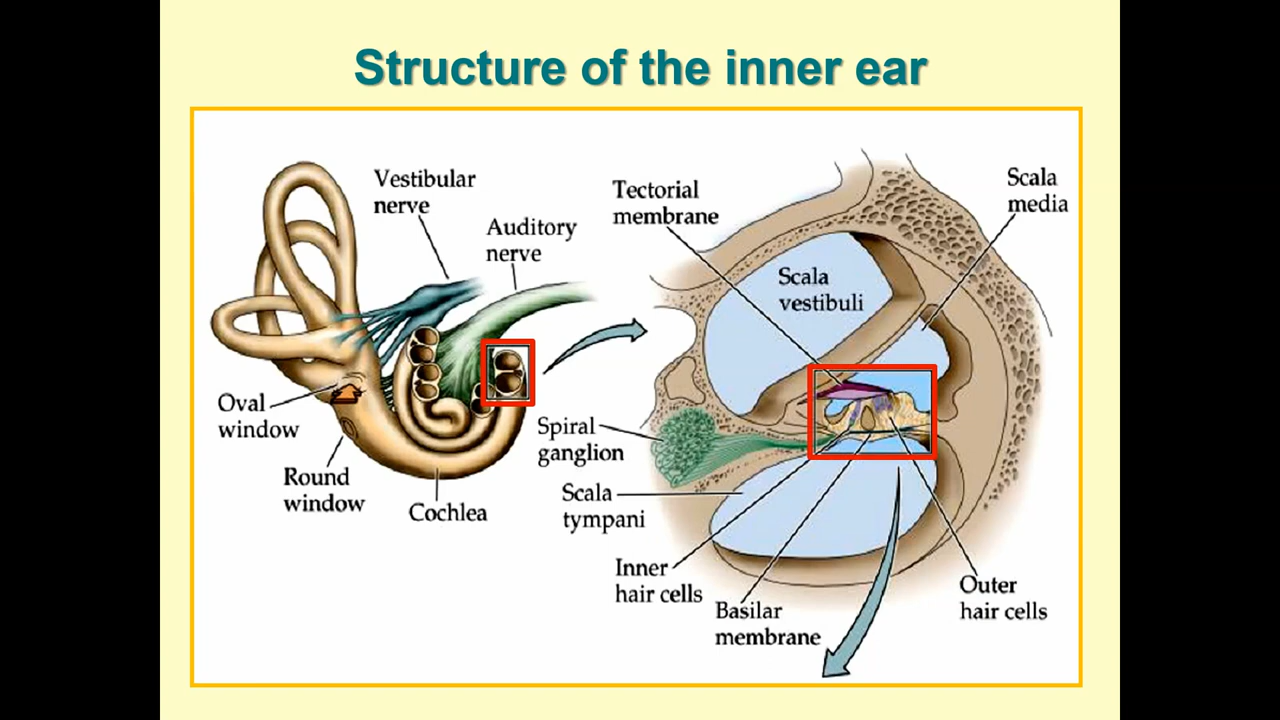 Structure of the inner ear
Vestibular
nerve
Auditory
nerve
Oval
window
Round
window
Cochlea
Tectorial
membrane
Scala
media
Scala
vestibuli
Spiral
ganglion
Scala
tympani
Inner
hair cells
Basilar
membrane
Outer
hair cells